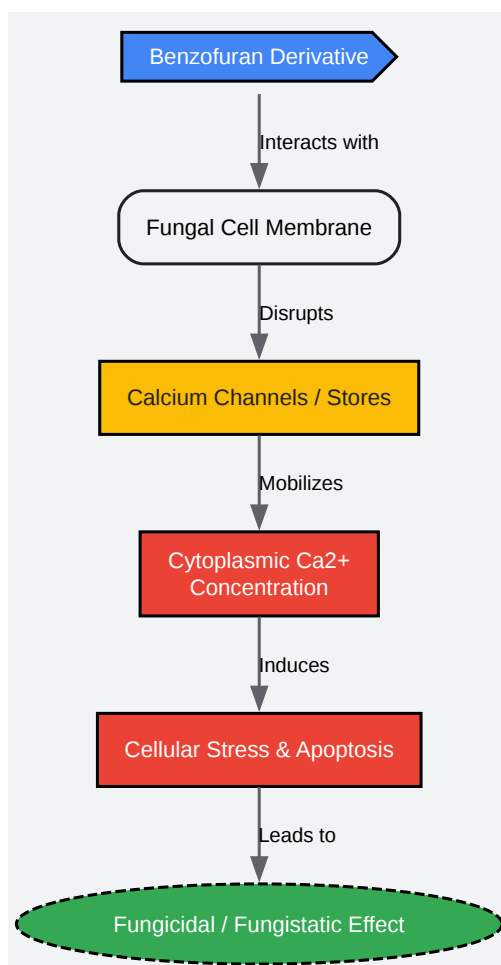 Benzofuran Derivative
Interacts with
Fungal Cell Membrane
Disrupts
Calcium Channels / Stores
Mobilizes
Cytoplasmic Ca2+
Concentration
Induces
Cellular Stress & Apoptosis
Leads to
Fungicidal / Fungistatic Effect